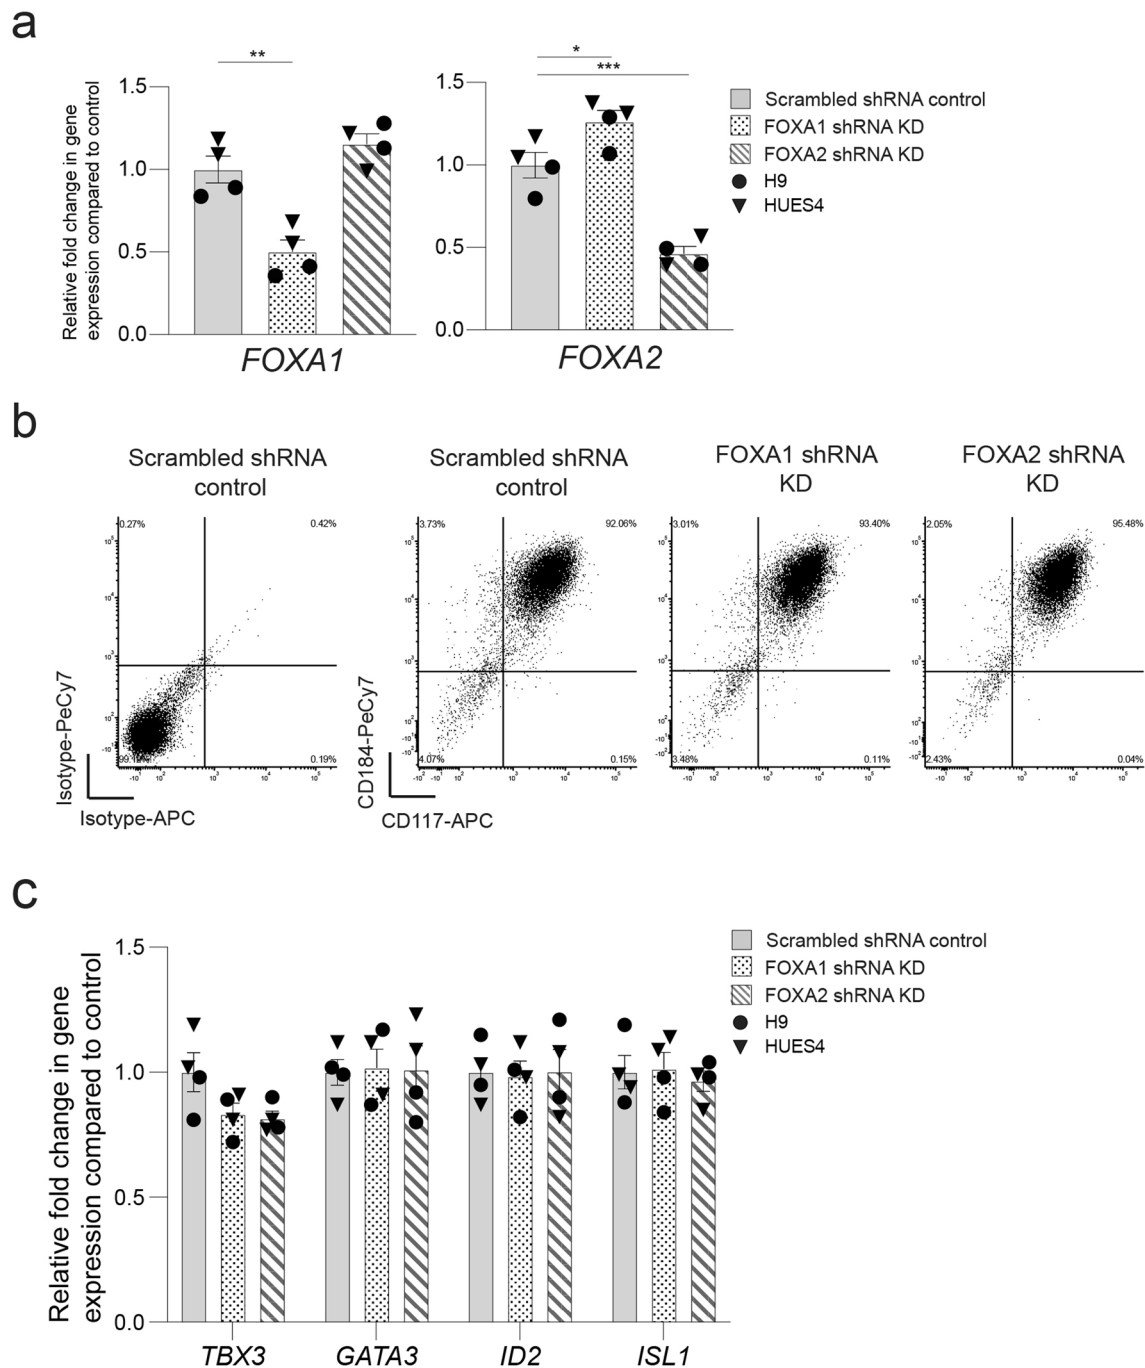 a
**
*
***
Relative fold change in gene
expression compared to control
1.5
1.0
0.5
0.0
FOXA1
1.5
1.0
0.5
0.0
FOXA2
Scrambled shRNA control
FOXA1 shRNA KD
FOXA2 shRNA KD
H9
HUES4
b
Scrambled shRNA
control
Scrambled shRNA
control
FOXA1 shRNA
KD
FOXA2 shRNA
KD
0.27% 0.42%
0.19%
3.73% 92.06%
4.07% 0.15%
3.01% 93.40%
3.48% 0.11%
2.05% 95.48%
2.43% 0.04%
Isotype-PeCy7
Isotype-APC
CD184-PeCy7
CD117-APC
c
Relative fold change in gene
expression compared to control
1.5
1.0
0.5
0.0
TBX3 GATA3 ID2 ISL1
Scrambled shRNA control
FOXA1 shRNA KD
FOXA2 shRNA KD
H9
HUES4